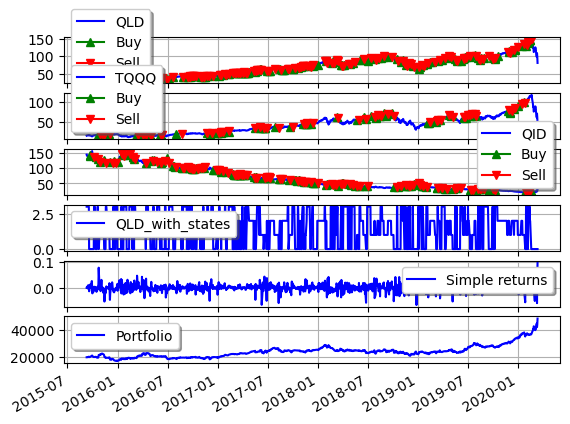 QLD
Buy
Sell
150
100
50
TQQQ
Buy
Sell
100
50
QID
Buy
Sell
150
100
50
QLD_with_states
2.5
0.0
Simple returns
0.1
0.0
Portfolio
40000
20000
2015-07
2016-01
2016-07
2017-01
2017-07
2018-01
2018-07
2019-01
2019-07
2020-01